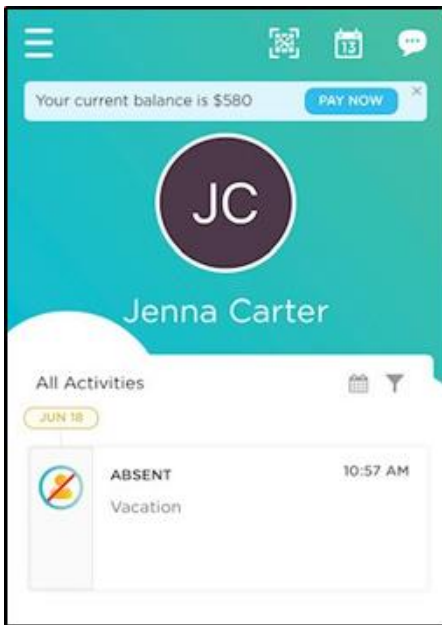 13
Your current balance is $580 PAY NOW
JC
Jenna Carter
All Activities
JUN 18
ABSENT 10:57 AM
Vacation